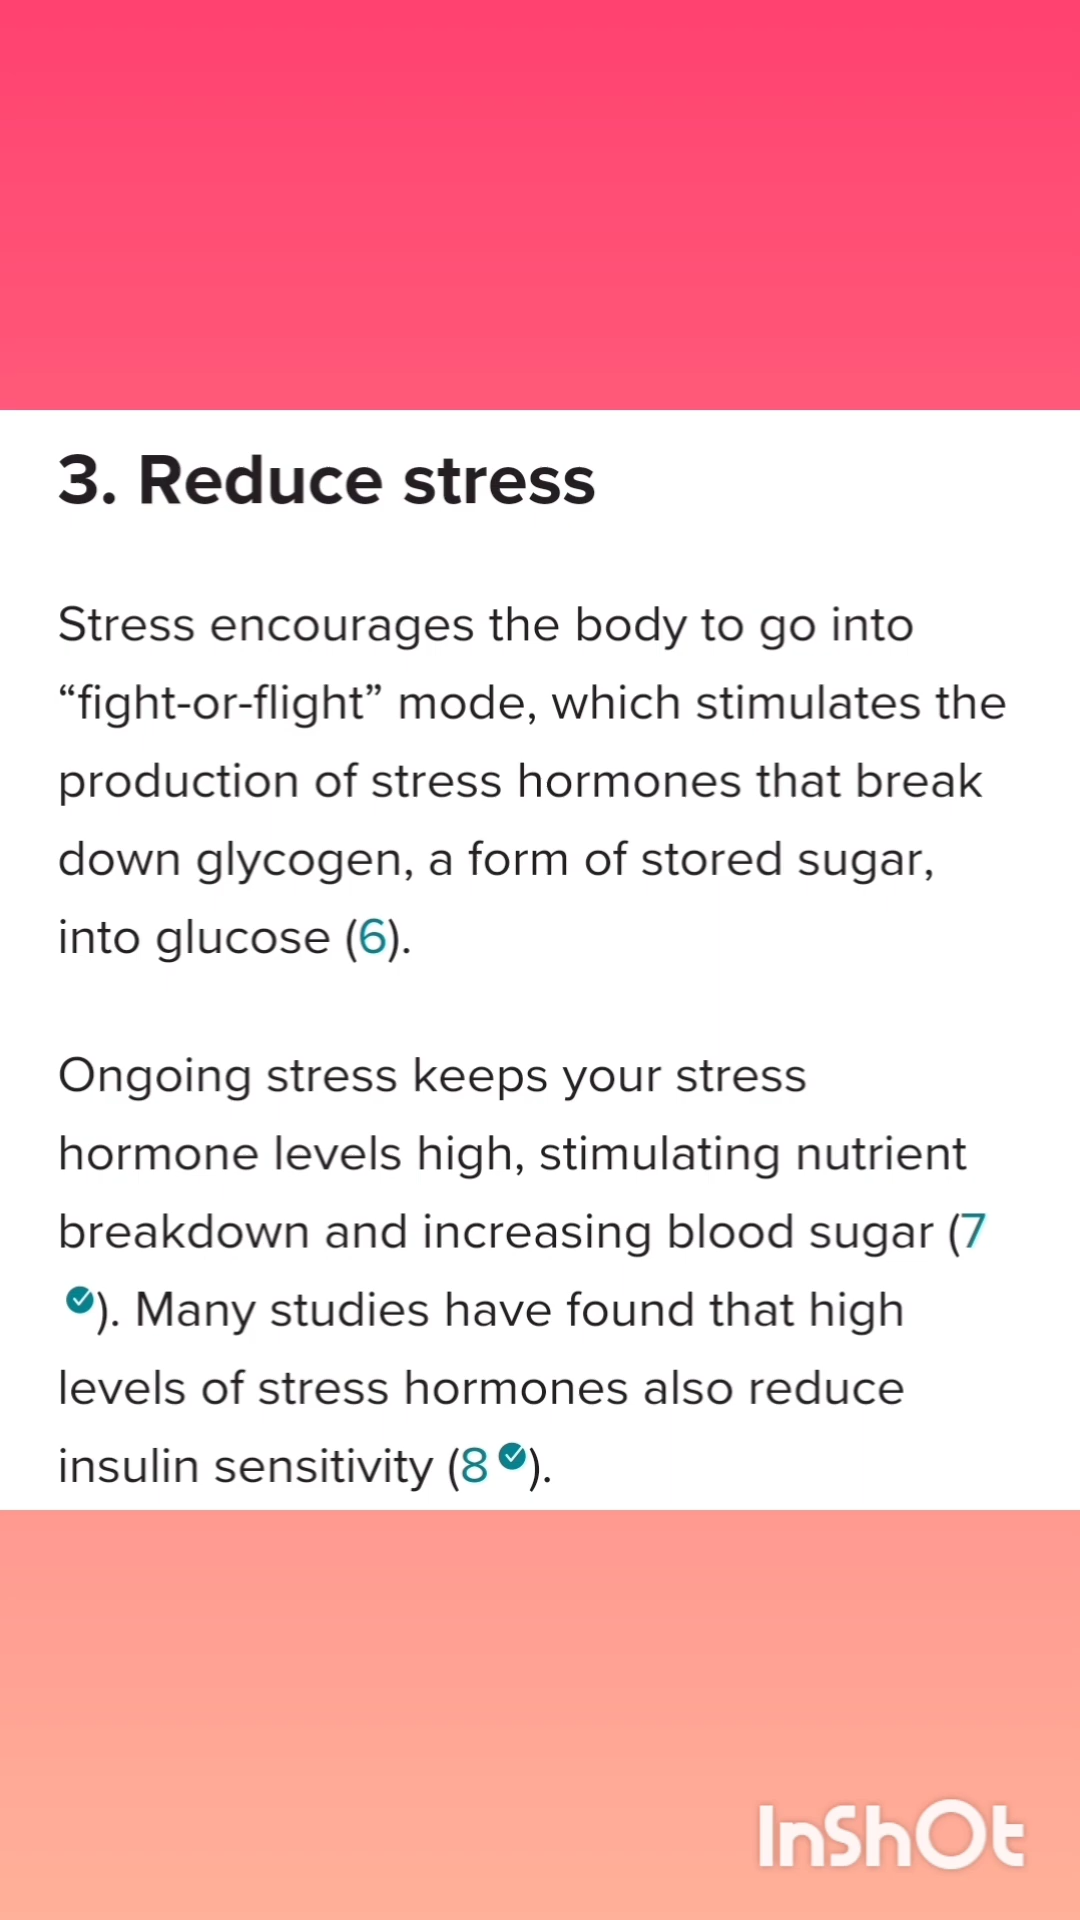 3. Reduce stress
Stress encourages the body to go into
“fight-or-flight” mode, which stimulates the
production of stress hormones that break
down glycogen, a form of stored sugar,
into glucose (6).
Ongoing stress keeps your stress
hormone levels high, stimulating nutrient
breakdown and increasing blood sugar (7
). Many studies have found that high
levels of stress hormones also reduce
insulin sensitivity (8 ).
InShOt